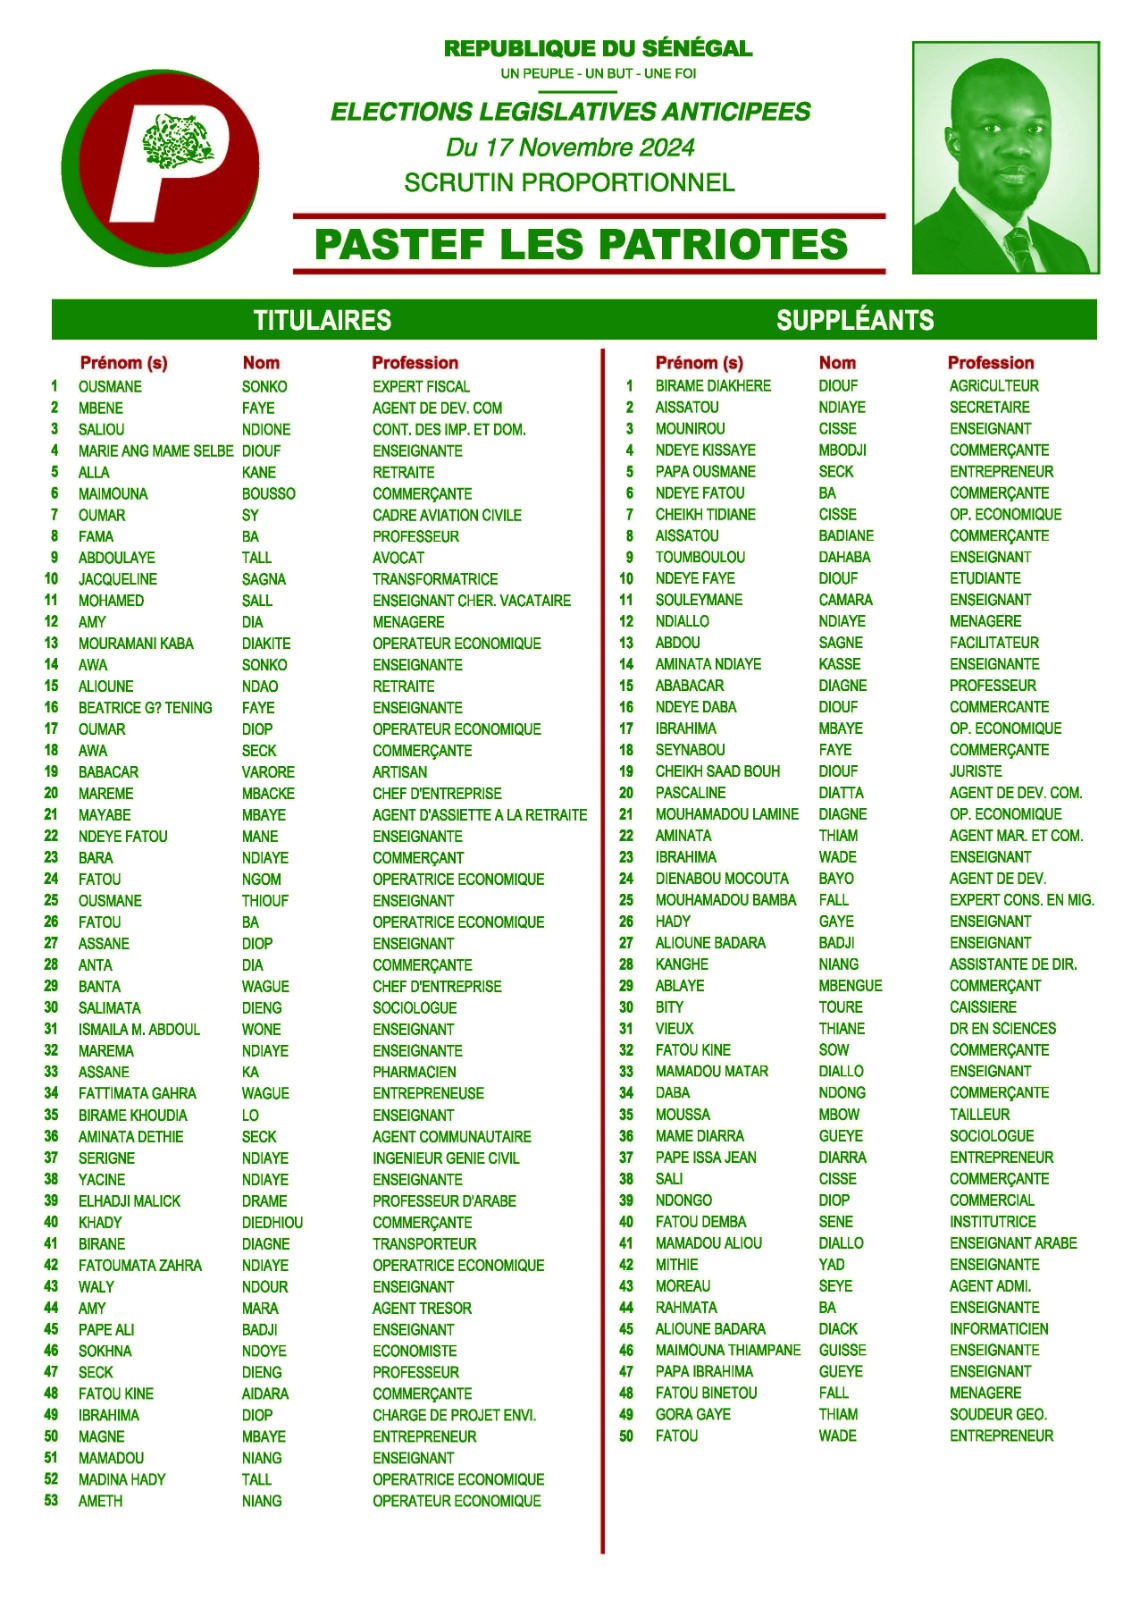 REPUBLIQUE DU SÉNÉGAL
UN PEUPLE - UN BUT - UNE FOI
ELECTIONS LEGISLATIVES ANTICIPEES
Du 17 Novembre 2024
SCRUTIN PROPORTIONNEL
P
PASTEF LES PATRIOTES
TITULAIRES
Prénom (s) Nom Profession
1 OUSMANE SONKO EXPERT FISCAL
2 MBENE FAYE AGENT DE DEV. COM
3 SALIOU NDIONE CONT. DES IMP. ET DOM.
4 MARIE ANG MAME SELBE DIOUF ENSEIGNANTE
5 ALLA KANE RETRAITE
6 MAIMOUNA BOUSSO COMMERÇANTE
7 OUMAR SY CADRE AVIATION CIVILE
8 FAMA BA PROFESSEUR
9 ABDOULAYE TALL AVOCAT
10 JACQUELINE SAGNA TRANSFORMATRICE
11 MOHAMED SALL ENSEIGNANT CHER. VACATAIRE
12 AMY DIA MENAGERE
13 MOURAMANI KABA DIAKITE OPERATEUR ECONOMIQUE
14 AWA SONKO ENSEIGNANTE
15 ALIOUNE NDAO RETRAITE
16 BEATRICE G? TENING FAYE ENSEIGNANTE
17 OUMAR DIOP OPERATEUR ECONOMIQUE
18 AWA SECK COMMERÇANTE
19 BABACAR VARORE ARTISAN
20 MAREME MBACKE CHEF D'ENTREPRISE
21 MAYABE MBAYE AGENT D'ASSIETTE A LA RETRAITE
22 NDEYE FATOU MANE ENSEIGNANTE
23 BARA NDIAYE COMMERÇANT
24 FATOU NGOM OPERATRICE ECONOMIQUE
25 OUSMANE THIOUF ENSEIGNANT
26 FATOU BA OPERATRICE ECONOMIQUE
27 ASSANE DIOP ENSEIGNANT
28 ANTA DIA COMMERÇANTE
29 BANTA WAGUE CHEF D'ENTREPRISE
30 SALIMATA DIENG SOCIOLOGUE
31 ISMAILA M. ABDOUL WONE ENSEIGNANT
32 MAREMA NDIAYE ENSEIGNANTE
33 ASSANE KA PHARMACIEN
34 FATTIMATA GAHRA WAGUE ENTREPRENEUSE
35 BIRAME KHOUDIA LO ENSEIGNANT
36 AMINATA DETHIE SECK AGENT COMMUNAUTAIRE
37 SERIGNE NDIAYE INGENIEUR GENIE CIVIL
38 YACINE NDIAYE ENSEIGNANTE
39 ELHADJI MALICK DRAME PROFESSEUR D'ARABE
40 KHADY DIEDHIOU COMMERÇANTE
41 BIRANE DIAGNE TRANSPORTEUR
42 FATOUMATA ZAHRA NDIAYE OPERATRICE ECONOMIQUE
43 WALY NDOUR ENSEIGNANT
44 AMY MARA AGENT TRESOR
45 PAPE ALI BADJI ENSEIGNANT
46 SOKHNA NDOYE ECONOMISTE
47 SECK DIENG PROFESSEUR
48 FATOU KINE AIDARA COMMERÇANTE
49 IBRAHIMA DIOP CHARGE DE PROJET ENVI.
50 MAGNE MBAYE ENTREPRENEUR
51 MAMADOU NIANG ENSEIGNANT
52 MADINA HADY TALL OPERATRICE ECONOMIQUE
53 AMETH NIANG OPERATEUR ECONOMIQUE
SUPPLÉANTS
Prénom (s) Nom Profession
1 BIRAME DIAKHERE DIOUF AGRICULTEUR
2 AISSATOU NDIAYE SECRETAIRE
3 MOUNIROU CISSE ENSEIGNANT
4 NDEYE KISSAYE MBODJI COMMERÇANTE
5 PAPA OUSMANE SECK ENTREPRENEUR
6 NDEYE FATOU BA COMMERÇANTE
7 CHEIKH TIDIANE CISSE OP. ECONOMIQUE
8 AISSATOU BADIANE COMMERÇANTE
9 TOUMBOULOU DAHABA ENSEIGNANT
10 NDEYE FAYE DIOUF ETUDIANTE
11 SOULEYMANE CAMARA ENSEIGNANT
12 NDIALLO NDIAYE MENAGERE
13 ABDOU SAGNE FACILITATEUR
14 AMINATA NDIAYE KASSE ENSEIGNANTE
15 ABABACAR DIAGNE PROFESSEUR
16 NDEYE DABA DIOUF COMMERCANTE
17 IBRAHIMA MBAYE OP. ECONOMIQUE
18 SEYNABOU FAYE COMMERÇANTE
19 CHEIKH SAAD BOUH DIOUF JURISTE
20 PASCALINE DIATTA AGENT DE DEV. COM.
21 MOUHAMADOU LAMINE DIAGNE OP. ECONOMIQUE
22 AMINATA THIAM AGENT MAR. ET COM.
23 IBRAHIMA WADE ENSEIGNANT
24 DIENABOU MOCOUTA BAYO AGENT DE DEV.
25 MOUHAMADOU BAMBA FALL EXPERT CONS. EN MIG.
26 HADY GAYE ENSEIGNANT
27 ALIOUNE BADARA BADJI ENSEIGNANT
28 KANGHE NIANG ASSISTANTE DE DIR.
29 ABLAYE MBENGUE COMMERÇANT
30 BITY TOURE CAISSIERE
31 VIEUX THIANE DR EN SCIENCES
32 FATOU KINE SOW COMMERÇANTE
33 MAMADOU MATAR DIALLO ENSEIGNANT
34 DABA NDONG COMMERÇANTE
35 MOUSSA MBOW TAILLEUR
36 MAME DIARRA GUEYE SOCIOLOGUE
37 PAPE ISSA JEAN DIARRA ENTREPRENEUR
38 SALI CISSE COMMERÇANTE
39 NDONGO DIOP COMMERCIAL
40 FATOU DEMBA SENE INSTITUTRICE
41 MAMADOU ALIOU DIALLO ENSEIGNANT ARABE
42 MITHIE YAD ENSEIGNANTE
43 MOREAU SEYE AGENT ADMI.
44 RAHMATA BA ENSEIGNANTE
45 ALIOUNE BADARA DIACK INFORMATICIEN
46 MAIMOUNA THIAMPANE GUISSE ENSEIGNANTE
47 PAPA IBRAHIMA GUEYE ENSEIGNANT
48 FATOU BINETOU FALL MENAGERE
49 GORA GAYE THIAM SOUDEUR GEO.
50 FATOU WADE ENTREPRENEUR